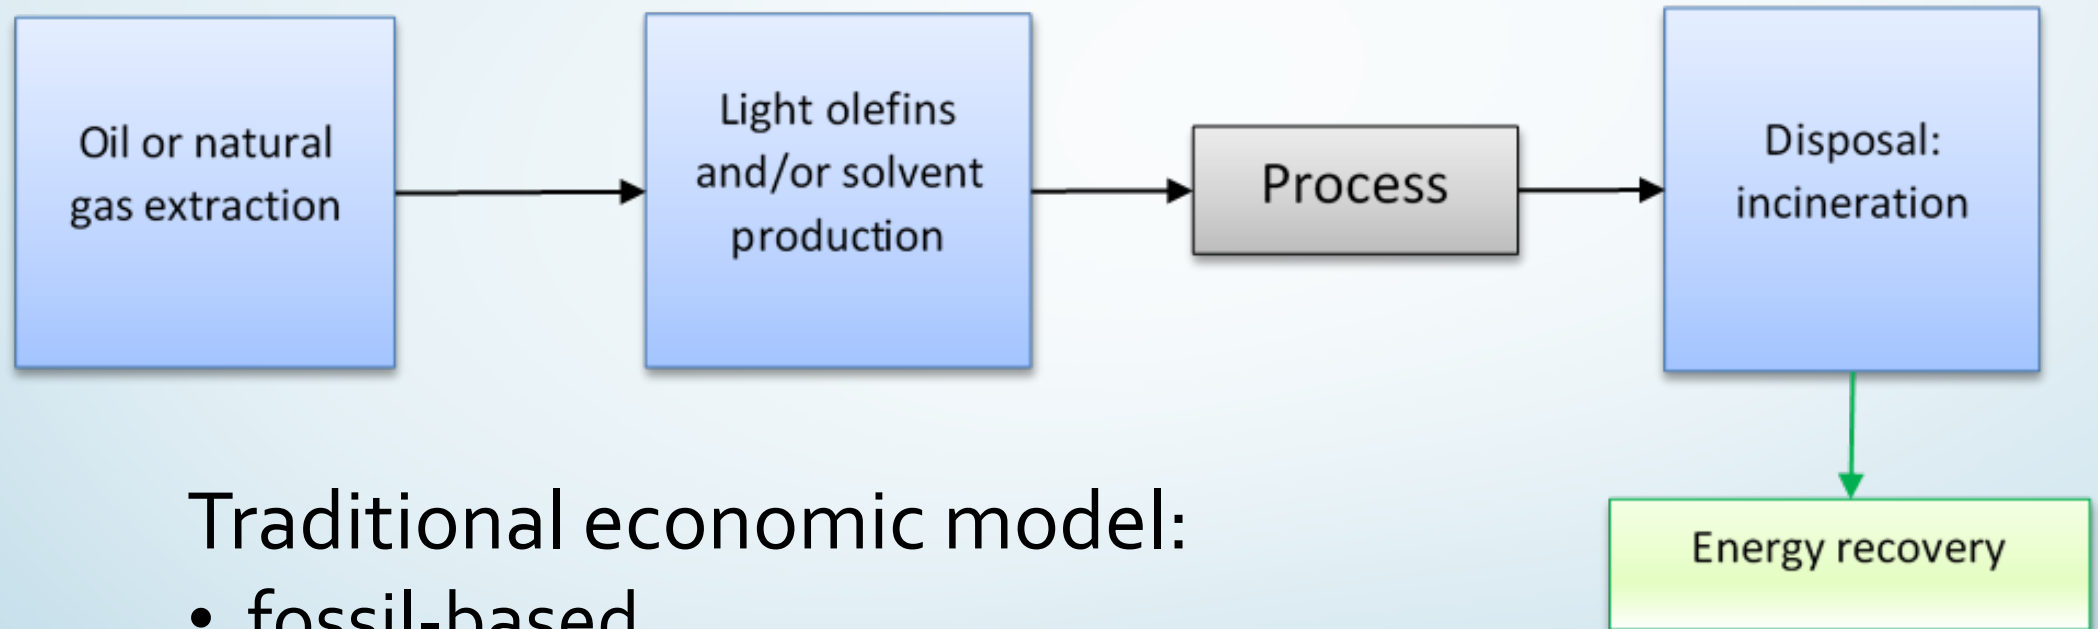 Oil or natural
gas extraction
Light olefins
and/or solvent
production
Process
Disposal:
incineration
Energy recovery
Traditional economic model:
• fossil-based